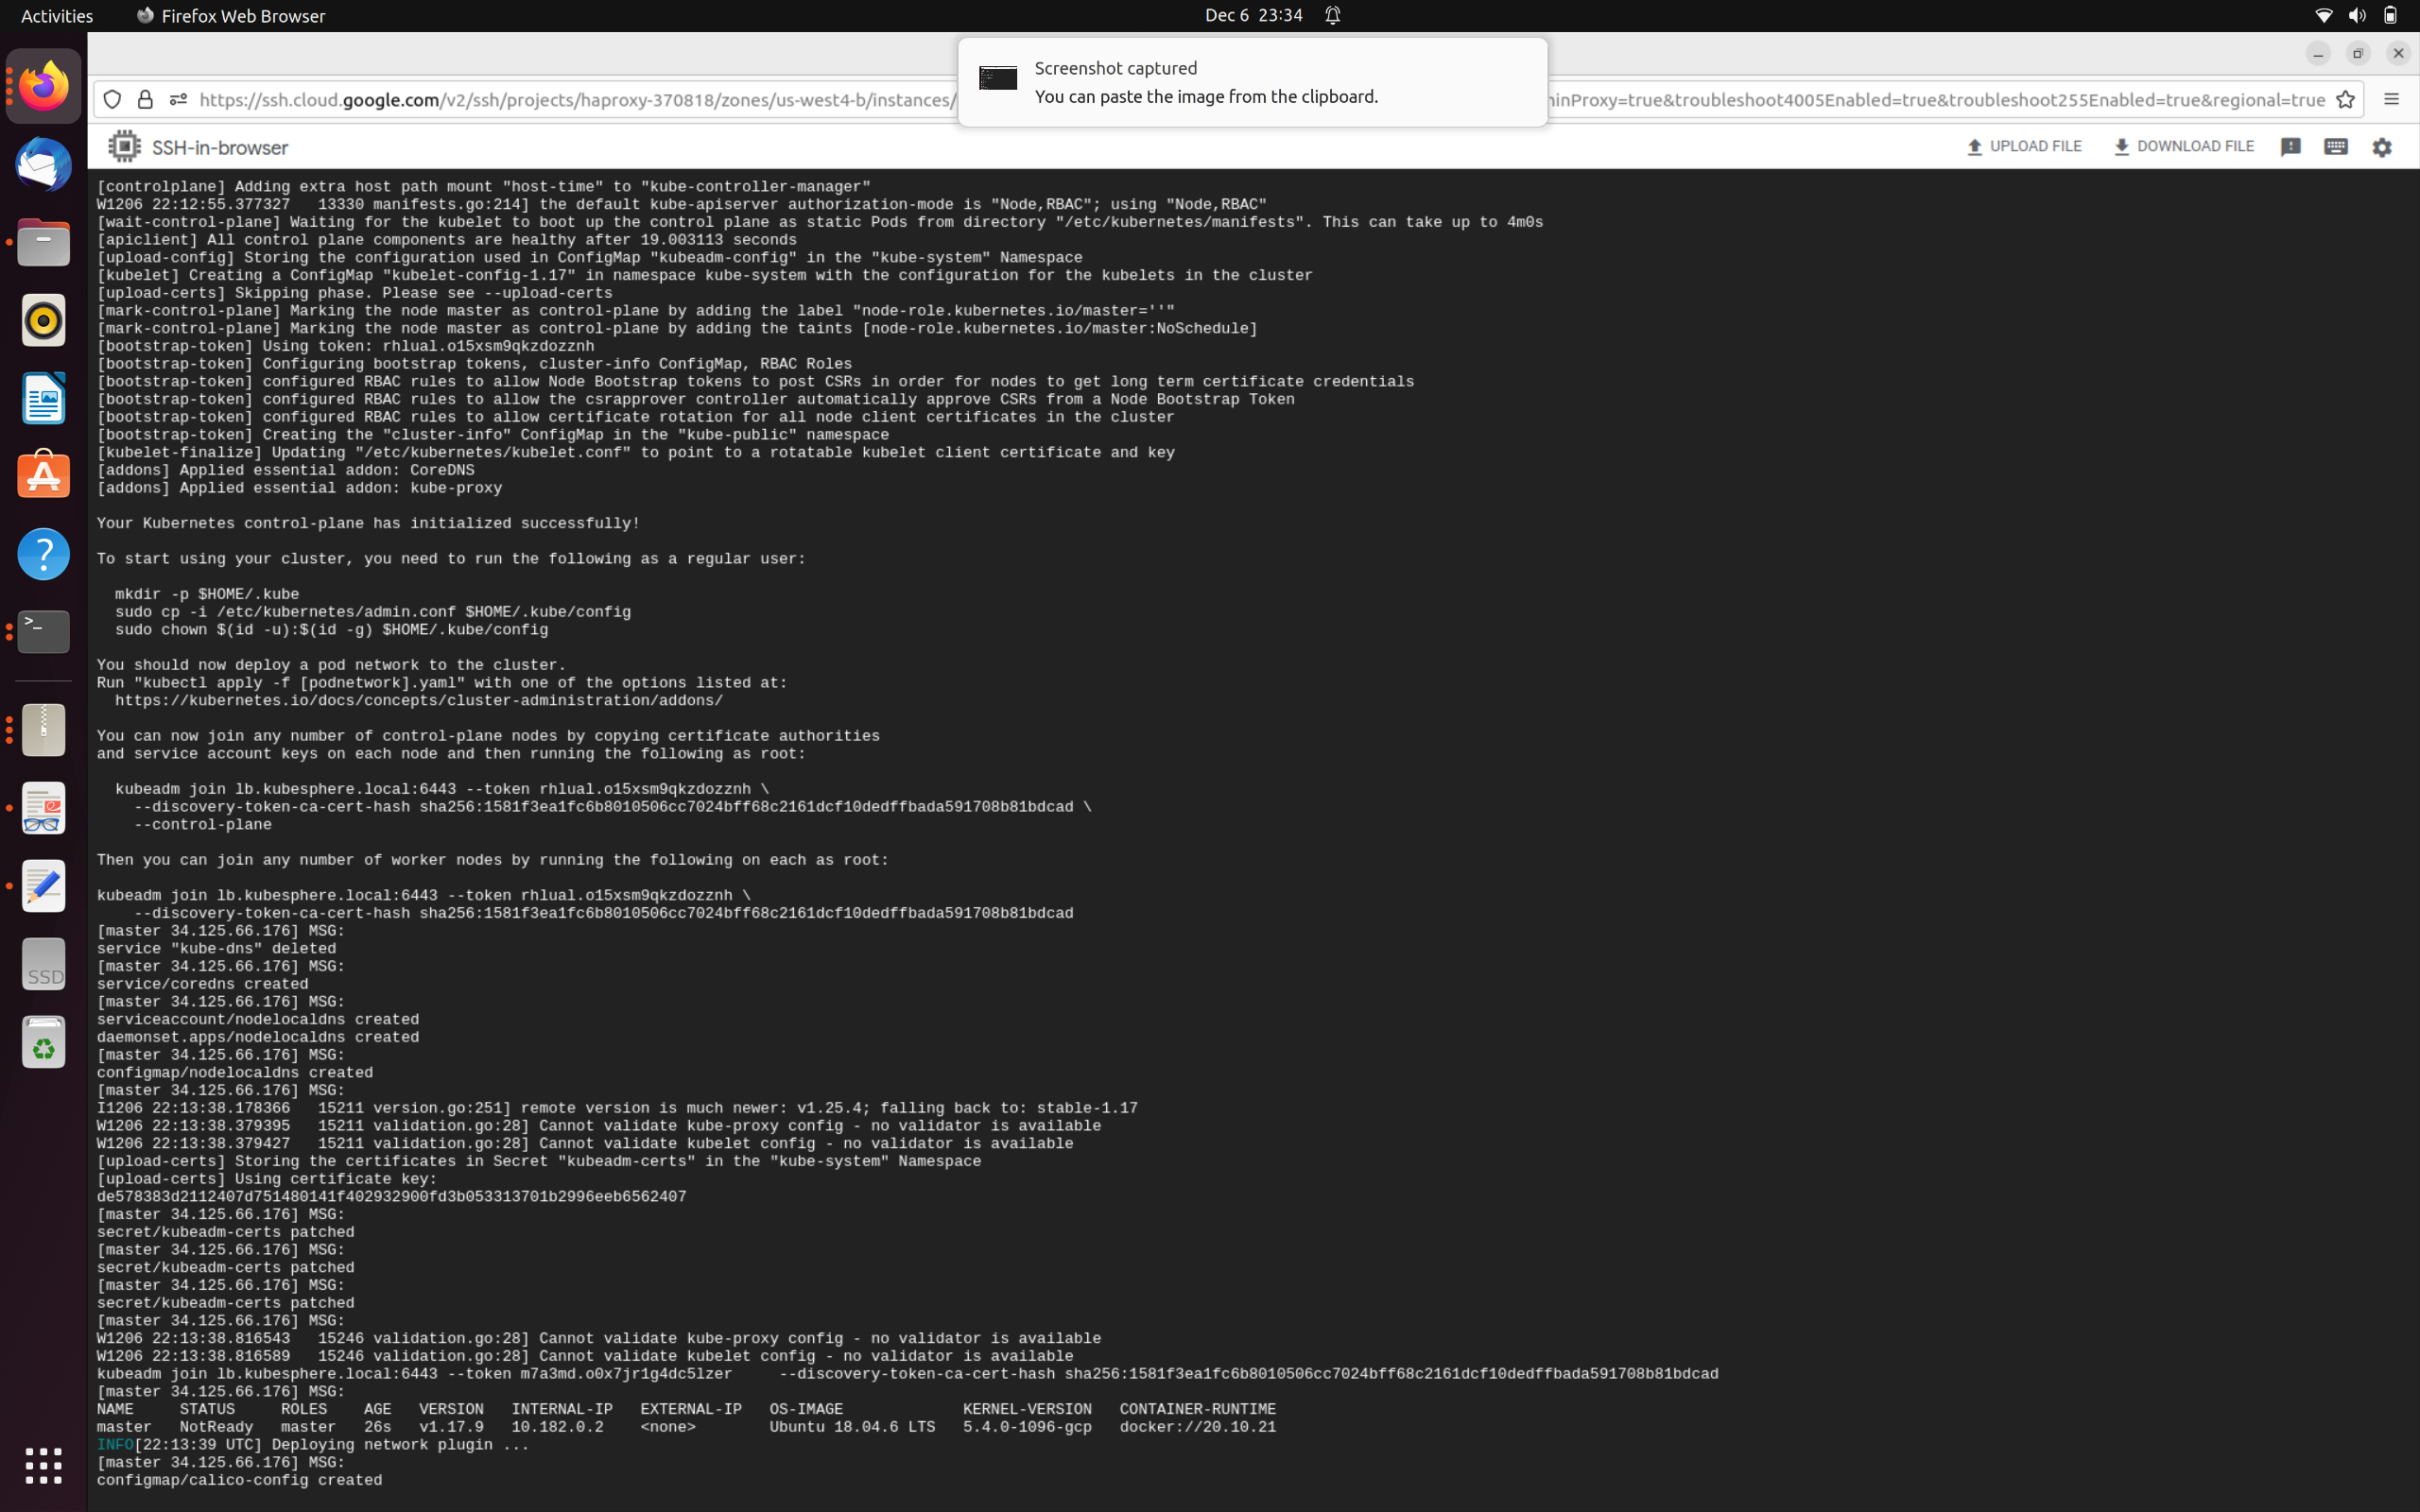 Activities
Firefox Web Browser
Dec 6 23:34
Screenshot captured
You can paste the image from the clipboard.
https://ssh.cloud.google.com/v2/ssh/projects/haproxy-370818/zones/us-west4-b/instances/
inProxy=true&troubleshoot4005Enabled=true&troubleshoot255Enabled=true&regional=true
SSH-in-browser
UPLOAD FILE
DOWNLOAD FILE
[controlplane] Adding extra host path mount "host-time" to "kube-controller-manager"
W1206 22:12:55.377327   13330 manifests.go:214] the default kube-apiserver authorization-mode is "Node,RBAC"; using "Node,RBAC"
[wait-control-plane] Waiting for the kubelet to boot up the control plane as static Pods from directory "/etc/kubernetes/manifests". This can take up to 4m0s
[apiclient] All control plane components are healthy after 19.003113 seconds
[upload-config] Storing the configuration used in ConfigMap "kubeadm-config" in the "kube-system" Namespace
[kubelet] Creating a ConfigMap "kubelet-config-1.17" in namespace kube-system with the configuration for the kubelets in the cluster
[upload-certs] Skipping phase. Please see --upload-certs
[mark-control-plane] Marking the node master as control-plane by adding the label "node-role.kubernetes.io/master=''"
[mark-control-plane] Marking the node master as control-plane by adding the taints [node-role.kubernetes.io/master:NoSchedule]
[bootstrap-token] Using token: rhlual.o15xsm9qkzdozznh
[bootstrap-token] Configuring bootstrap tokens, cluster-info ConfigMap, RBAC Roles
[bootstrap-token] configured RBAC rules to allow Node Bootstrap tokens to post CSRs in order for nodes to get long term certificate credentials
[bootstrap-token] configured RBAC rules to allow the csrapprover controller automatically approve CSRs from a Node Bootstrap Token
[bootstrap-token] configured RBAC rules to allow certificate rotation for all node client certificates in the cluster
[bootstrap-token] Creating the "cluster-info" ConfigMap in the "kube-public" namespace
[kubelet-finalize] Updating "/etc/kubernetes/kubelet.conf" to point to a rotatable kubelet client certificate and key
[addons] Applied essential addon: CoreDNS
[addons] Applied essential addon: kube-proxy
Your Kubernetes control-plane has initialized successfully!
To start using your cluster, you need to run the following as a regular user:
mkdir -p $HOME/.kube
sudo cp -i /etc/kubernetes/admin.conf $HOME/.kube/config
sudo chown $(id -u):$(id -g) $HOME/.kube/config
You should now deploy a pod network to the cluster.
Run "kubectl apply -f [podnetwork].yaml" with one of the options listed at:
https://kubernetes.io/docs/concepts/cluster-administration/addons/
You can now join any number of control-plane nodes by copying certificate authorities
and service account keys on each node and then running the following as root:
kubeadm join lb.kubesphere.local:6443 --token rhlual.o15xsm9qkzdozznh \
--discovery-token-ca-cert-hash sha256:1581f3ea1fc6b8010506cc7024bff68c2161dcf10dedffbada591708b81bdcad \
--control-plane
Then you can join any number of worker nodes by running the following on each as root:
kubeadm join lb.kubesphere.local:6443 --token rhlual.o15xsm9qkzdozznh \
--discovery-token-ca-cert-hash sha256:1581f3ea1fc6b8010506cc7024bff68c2161dcf10dedffbada591708b81bdcad
[master 34.125.66.176] MSG:
service "kube-dns" deleted
[master 34.125.66.176] MSG:
service/coredns created
[master 34.125.66.176] MSG:
serviceaccount/nodelocaldns created
daemonset.apps/nodelocaldns created
[master 34.125.66.176] MSG:
configmap/nodelocaldns created
[master 34.125.66.176] MSG:
I1206 22:13:38.178366   15211 version.go:251] remote version is much newer: v1.25.4; falling back to: stable-1.17
W1206 22:13:38.379395   15211 validation.go:28] Cannot validate kube-proxy config - no validator is available
W1206 22:13:38.379427   15211 validation.go:28] Cannot validate kubelet config - no validator is available
[upload-certs] Storing the certificates in Secret "kubeadm-certs" in the "kube-system" Namespace
[upload-certs] Using certificate key:
de578383d2112407d751480141f402932900fd3b053313701b2996eeb6562407
[master 34.125.66.176] MSG:
secret/kubeadm-certs patched
[master 34.125.66.176] MSG:
secret/kubeadm-certs patched
[master 34.125.66.176] MSG:
secret/kubeadm-certs patched
[master 34.125.66.176] MSG:
W1206 22:13:38.816543   15246 validation.go:28] Cannot validate kube-proxy config - no validator is available
W1206 22:13:38.816589   15246 validation.go:28] Cannot validate kubelet config - no validator is available
kubeadm join lb.kubesphere.local:6443 --token m7a3md.o0x7jr1g4dc5lzer     --discovery-token-ca-cert-hash sha256:1581f3ea1fc6b8010506cc7024bff68c2161dcf10dedffbada591708b81bdcad
[master 34.125.66.176] MSG:
NAME     STATUS     ROLES    AGE   VERSION   INTERNAL-IP   EXTERNAL-IP   OS-IMAGE             KERNEL-VERSION   CONTAINER-RUNTIME
master   NotReady   master   26s   v1.17.9   10.182.0.2    <none>        Ubuntu 18.04.6 LTS   5.4.0-1096-gcp   docker://20.10.21
INFO[22:13:39 UTC] Deploying network plugin ...
[master 34.125.66.176] MSG:
configmap/calico-config created
SSD